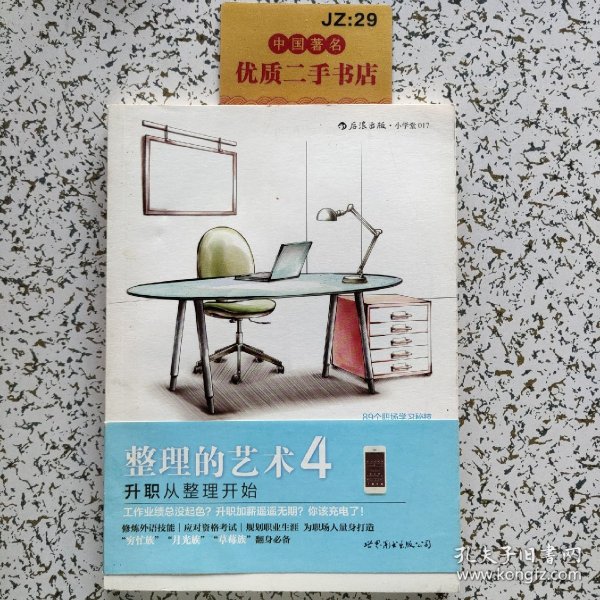 JZ:29
中国著名
优质二手书店
后浪出版·小学堂 017
89个职场学习秘技
整理的艺术4
升职从整理开始
工作业绩总没起色？升职加薪遥遥无期？你该充电了！
修炼外语技能｜应对资格考试｜规划职业生涯 为职场人量身打造
“穷忙族” “月光族” “草莓族” 翻身必备
世界图书出版公司
孔夫子旧书网
www.kongfz.com